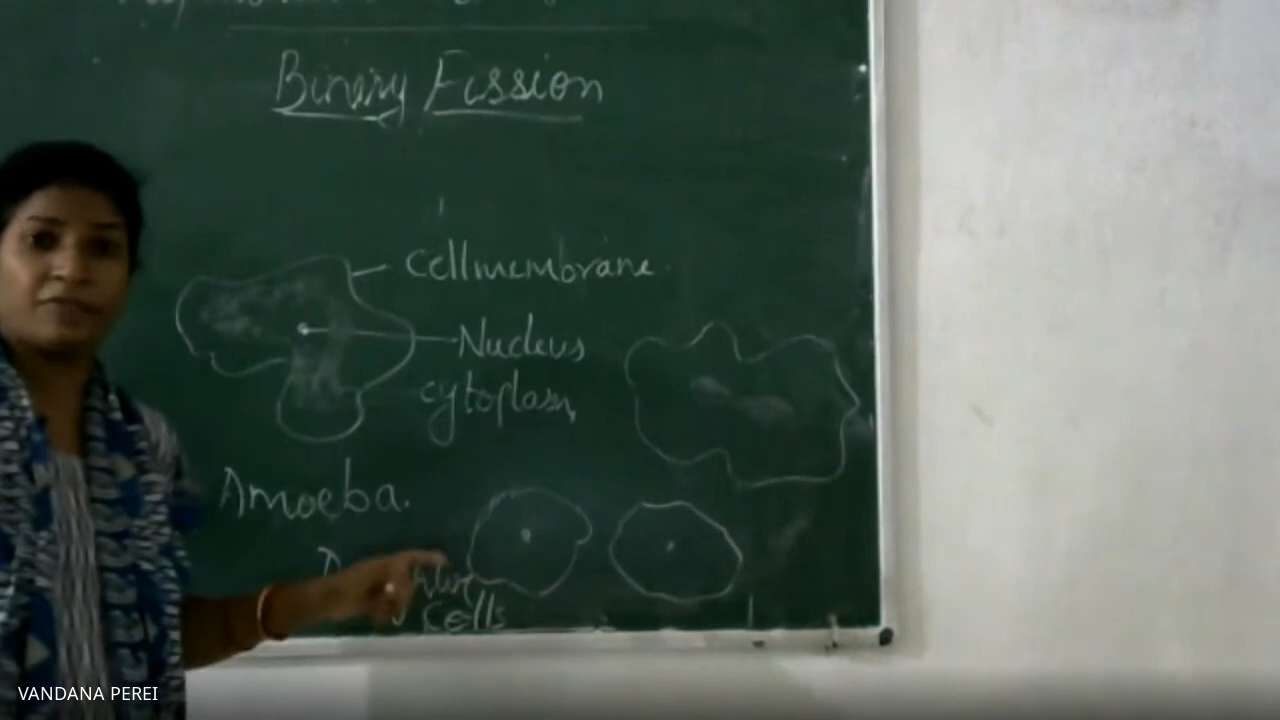 Binary Fission
Cellmembrane
Nucleus
cytoplasm
Amoeba.
Cells
VANDANA PEREI